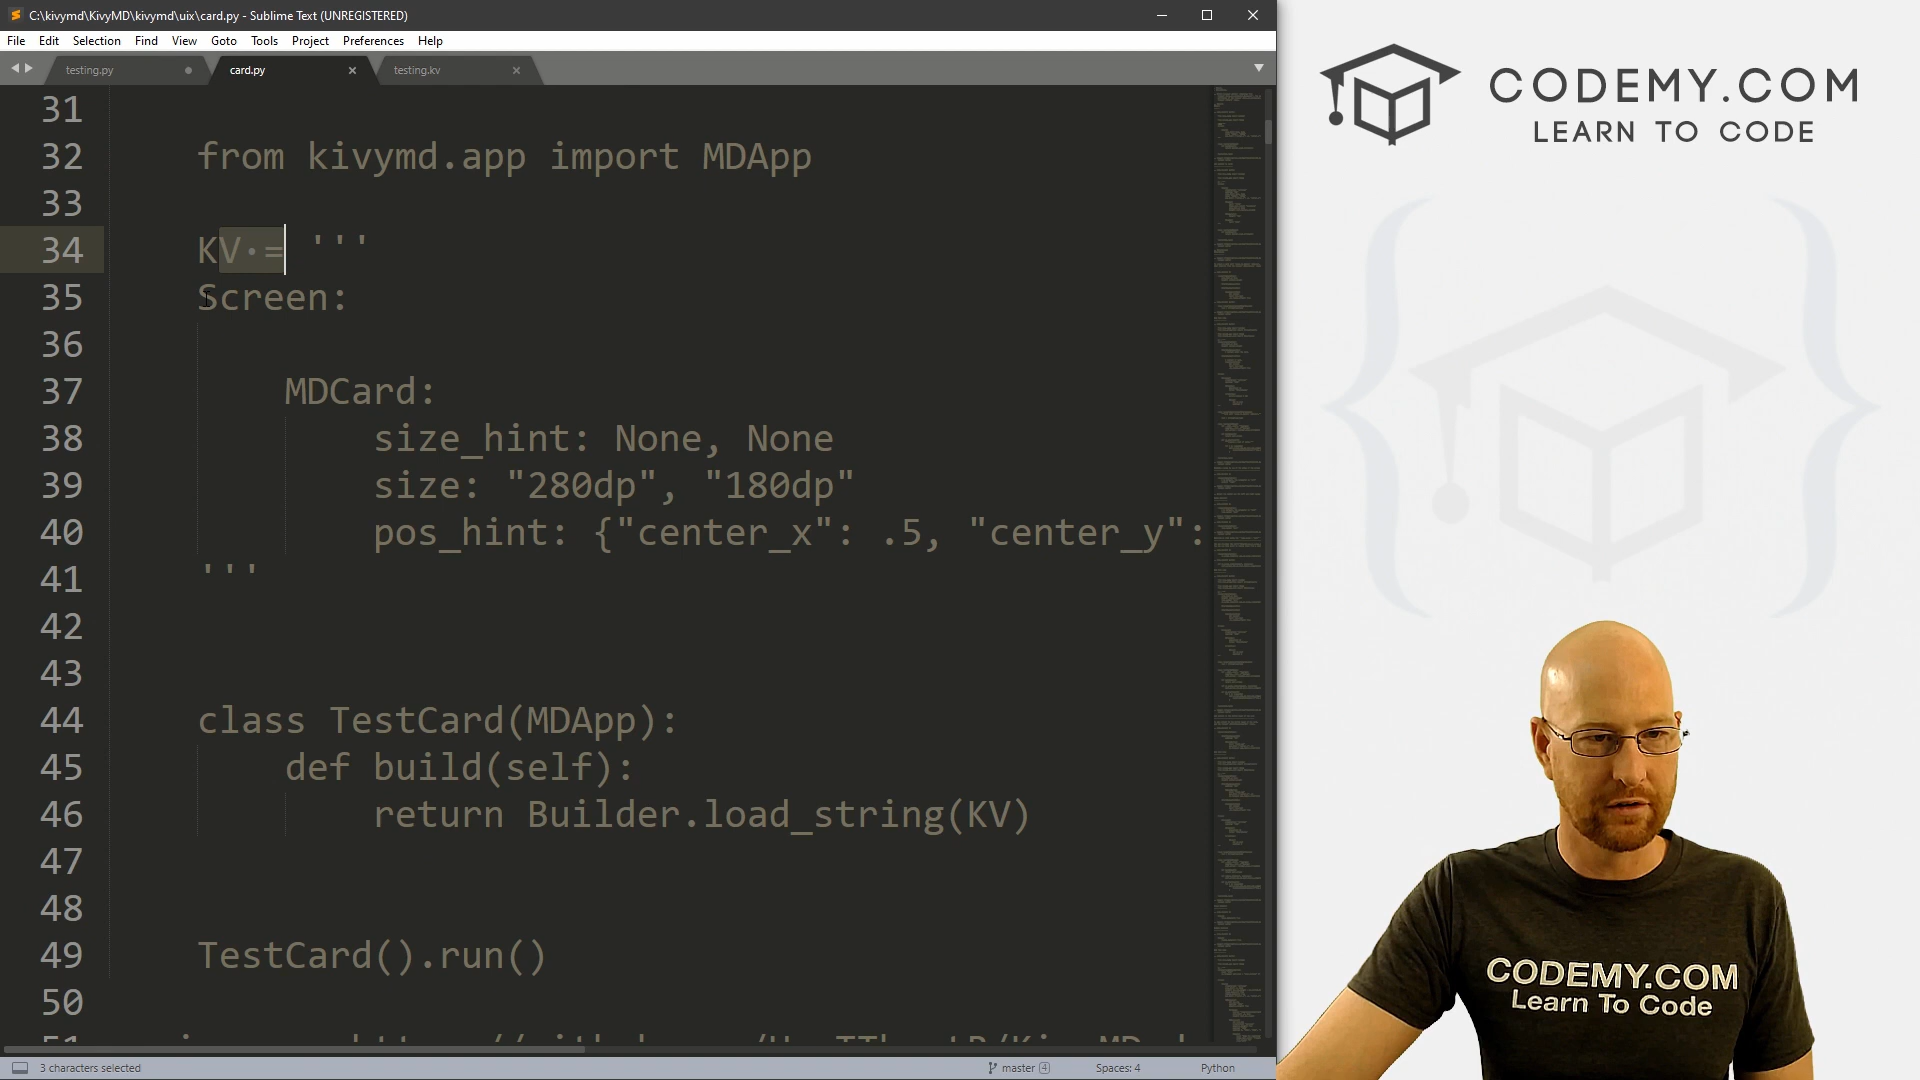 C:\kivymd\KivyMD\kivymd\uix\card.py - Sublime Text (UNREGISTERED)
File Edit Selection Find View Goto Tools Project Preferences Help
testing.py card.py testing.kv
31
32 from kivymd.app import MDApp
33
34 KV = '''
35 Screen:
36
37 MDCard:
38 size_hint: None, None
39 size: "280dp", "180dp"
40 pos_hint: {"center_x": .5, "center_y":
41 '''
42
43
44 class TestCard(MDApp):
45 def build(self):
46 return Builder.load_string(KV)
47
48
49 TestCard().run()
50
3 characters selected
master 4
Spaces: 4
Python
CODEMY.COM
LEARN TO CODE
CODEMY.COM
Learn To Code